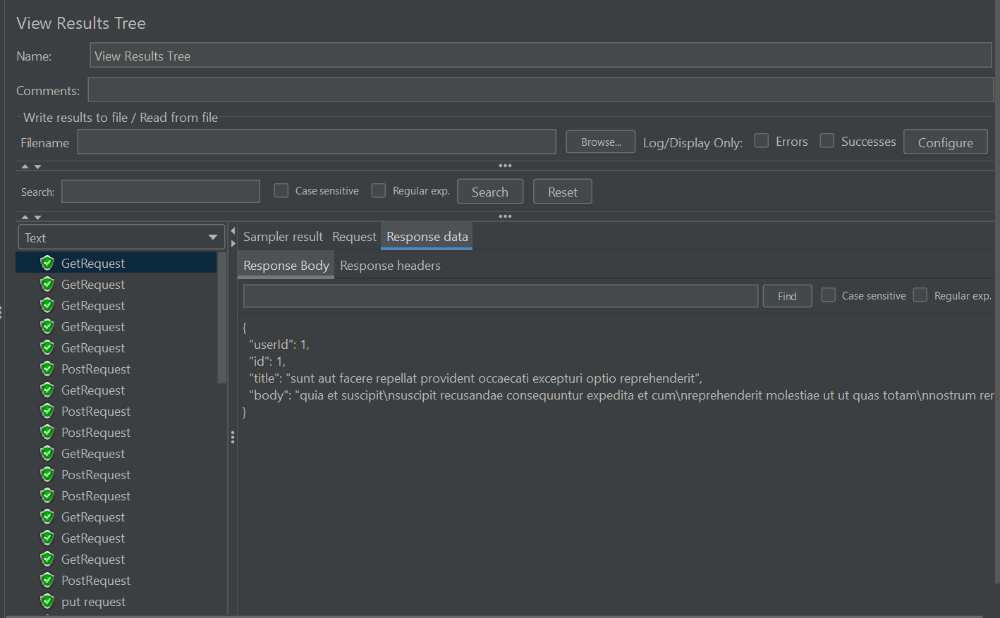 View Results Tree
Name: View Results Tree
Comments:
Write results to file / Read from file
Filename Browse... Log/Display Only: Errors Successes Configure
Search: Case sensitive Regular exp. Search Reset
Text
GetRequest
GetRequest
GetRequest
GetRequest
GetRequest
PostRequest
GetRequest
PostRequest
PostRequest
GetRequest
PostRequest
PostRequest
GetRequest
GetRequest
GetRequest
PostRequest
put request
Sampler result Request Response data
Response Body Response headers
Find Case sensitive Regular exp.
{
"userId": 1,
"id": 1,
"title": "sunt aut facere repellat provident occaecati excepturi optio reprehenderit",
"body": "quia et suscipit\nsuscipit recusandae consequuntur expedita et cum\nreprehenderit molestiae ut ut quas totam\nnostrum rer
}